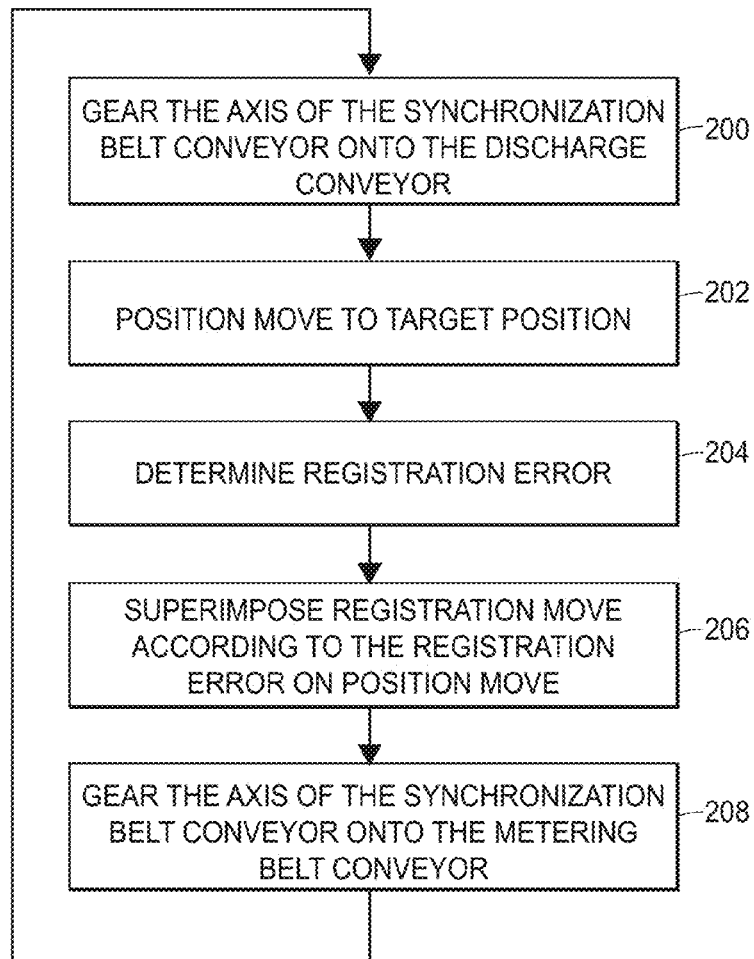 GEAR THE AXIS OF THE SYNCHRONIZATION
BELT CONVEYOR ONTO THE DISCHARGE
CONVEYOR
200
POSITION MOVE TO TARGET POSITION
202
DETERMINE REGISTRATION ERROR
204
SUPERIMPOSE REGISTRATION MOVE
ACCORDING TO THE REGISTRATION
ERROR ON POSITION MOVE
206
GEAR THE AXIS OF THE SYNCHRONIZATION
BELT CONVEYOR ONTO THE METERING
BELT CONVEYOR
208